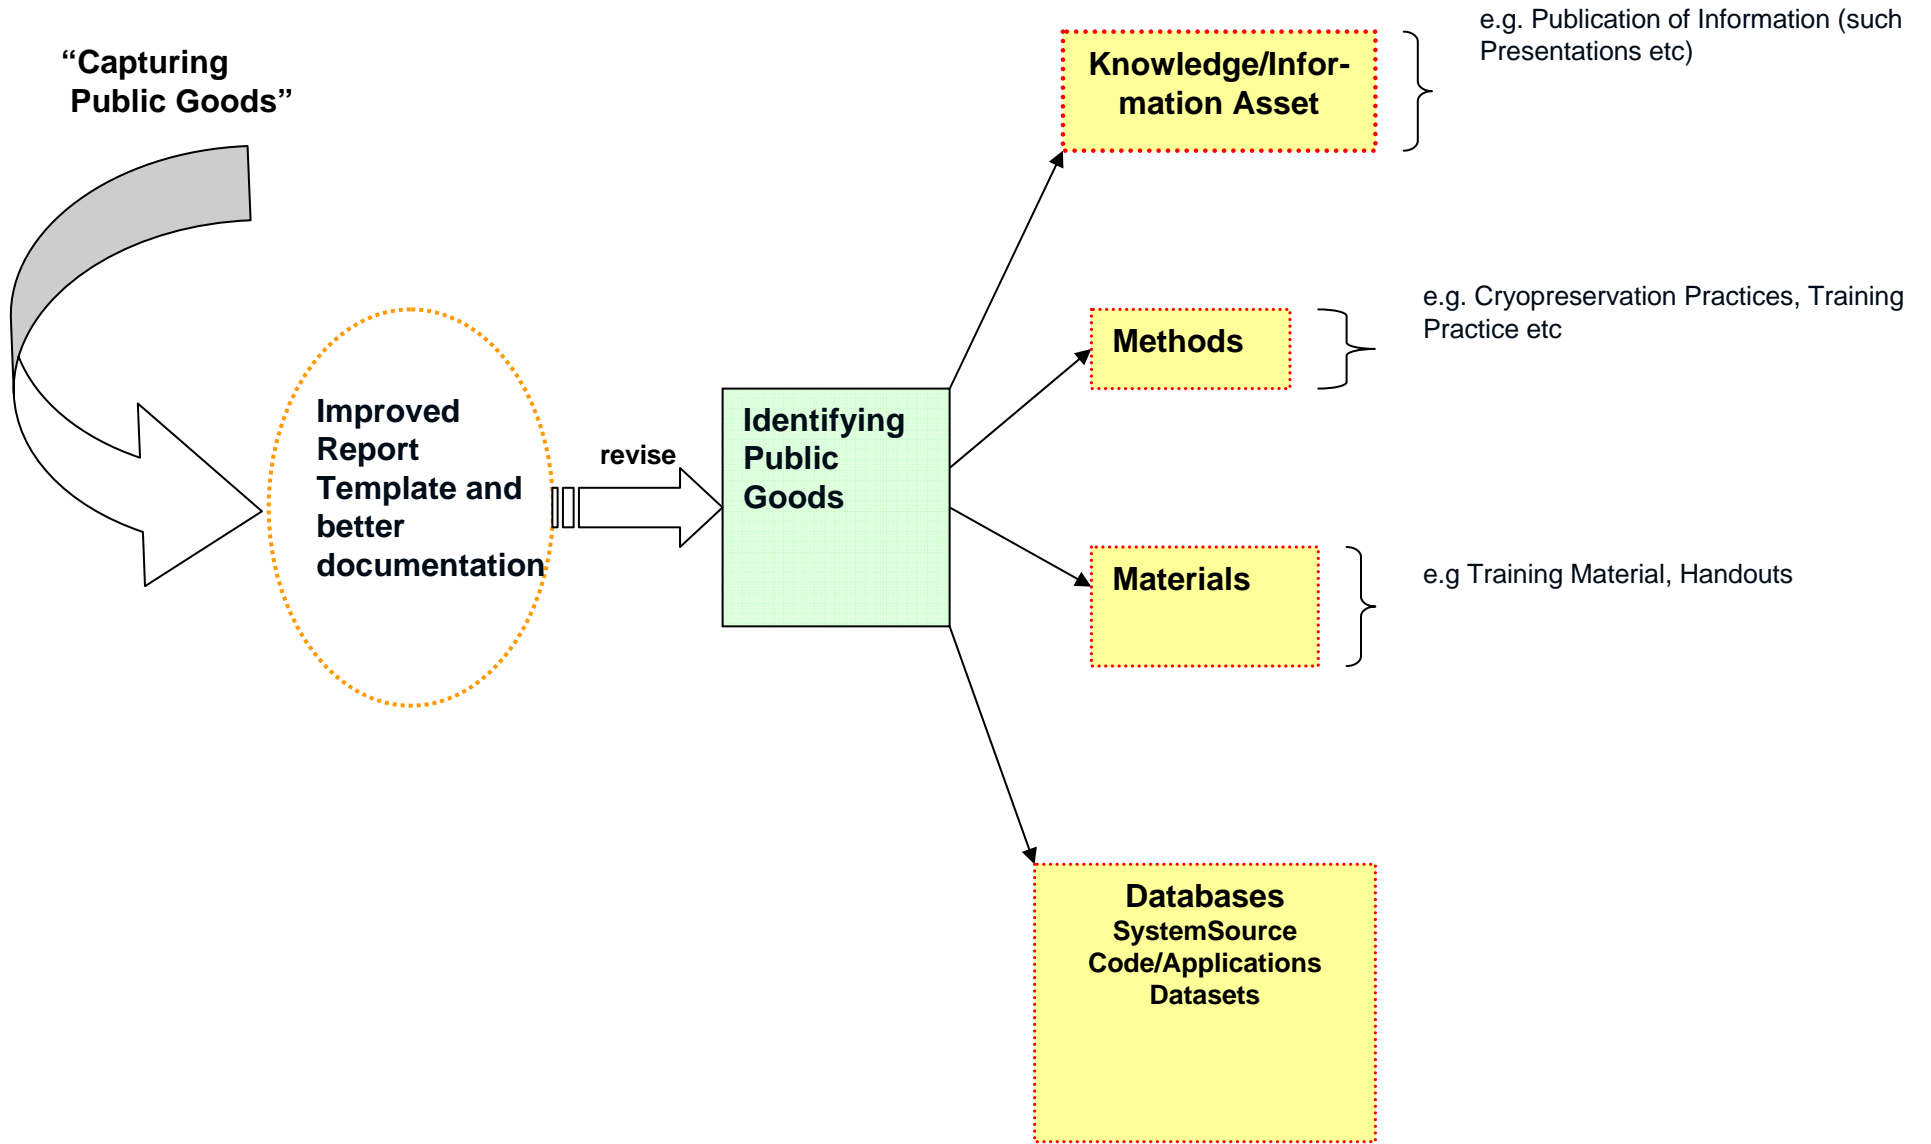 “Capturing
Public Goods”
Improved
Report
Template and
better
documentation
revise
Identifying
Public
Goods
Knowledge/Infor-
mation Asset
e.g. Publication of Information (such
Presentations etc)
Methods
e.g. Cryopreservation Practices, Training
Practice etc
Materials
e.g Training Material, Handouts
Databases
SystemSource
Code/Applications
Datasets